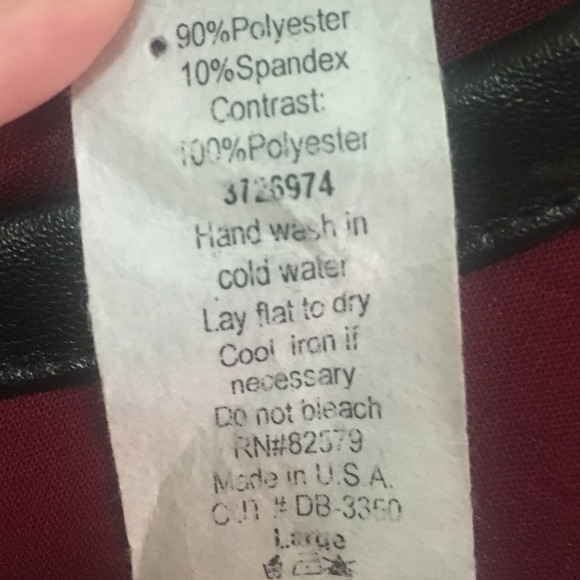 90%Polyester
10%Spandex
Contrast:
100%Polyester
3726974
Hand wash in
cold water
Lay flat to dry
Cool iron if
necessary
Do not bleach
RN#82579
Made in U.S.A.
CUT # DB-3350
Large